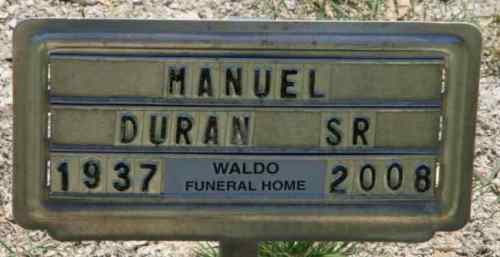 MANUEL
DURAN SR
1937 WALDO FUNERAL HOME 2008